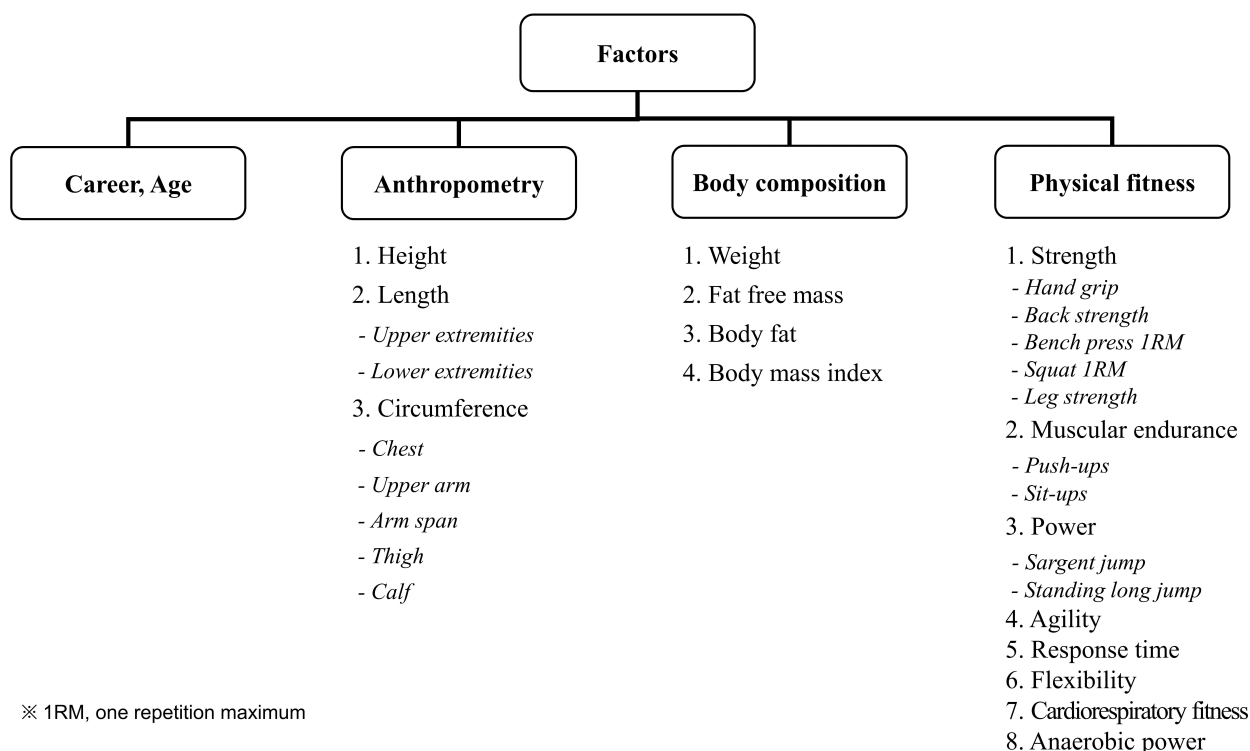 Factors
Career, Age
Anthropometry
1. Height
2. Length
- Upper extremities
- Lower extremities
3. Circumference
- Chest
- Upper arm
- Arm span
- Thigh
- Calf
Body composition
1. Weight
2. Fat free mass
3. Body fat
4. Body mass index
Physical fitness
1. Strength
- Hand grip
- Back strength
- Bench press 1RM
- Squat 1RM
- Leg strength
2. Muscular endurance
- Push-ups
- Sit-ups
3. Power
- Sargent jump
- Standing long jump
4. Agility
5. Response time
6. Flexibility
7. Cardiorespiratory fitness
8. Anaerobic power
※ 1RM, one repetition maximum